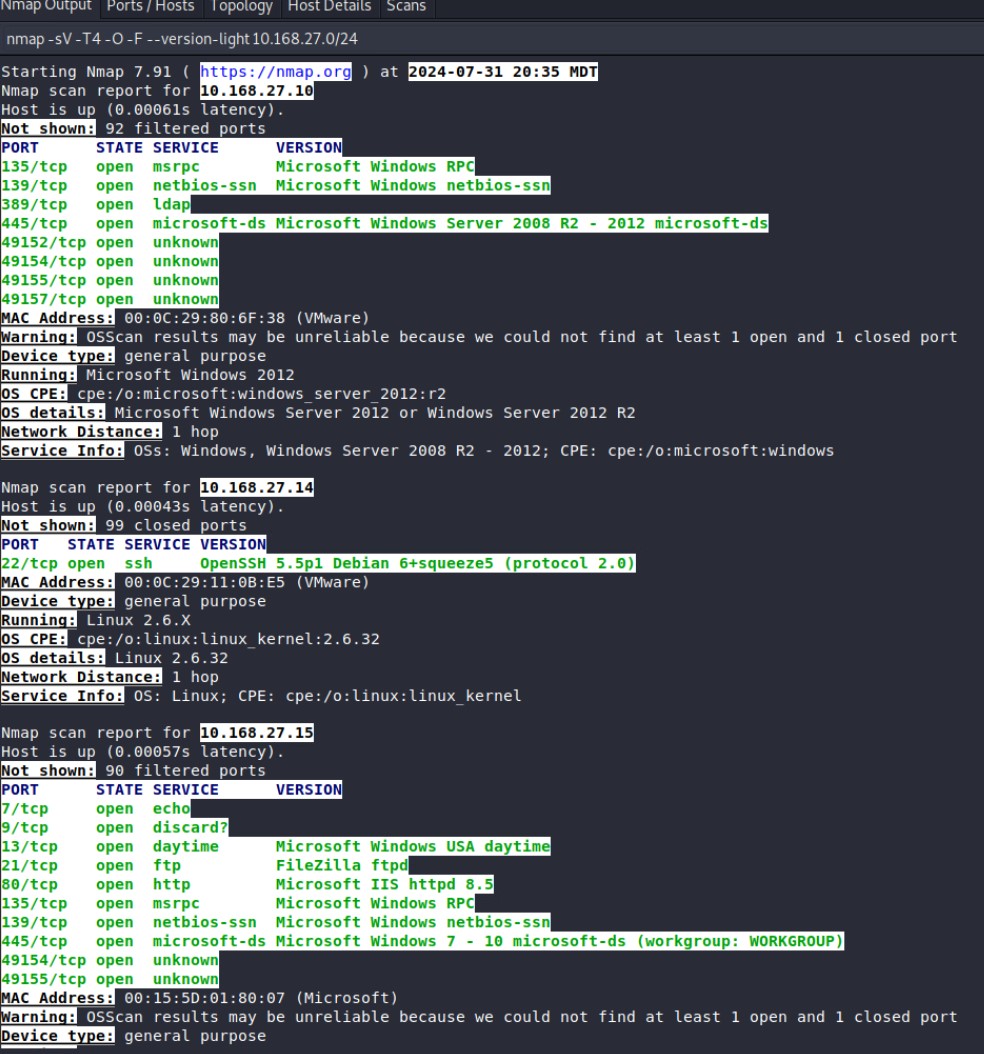 Nmap Output Ports / Hosts Topology Host Details Scans
nmap -sV -T4 -O -F --version-light 10.168.27.0/24
Starting Nmap 7.91 ( https://nmap.org ) at 2024-07-31 20:35 MDT
Nmap scan report for 10.168.27.10
Host is up (0.00061s latency).
Not shown: 92 filtered ports
PORT STATE SERVICE VERSION
135/tcp open msrpc Microsoft Windows RPC
139/tcp open netbios-ssn Microsoft Windows netbios-ssn
389/tcp open ldap
445/tcp open microsoft-ds Microsoft Windows Server 2008 R2 - 2012 microsoft-ds
49152/tcp open unknown
49154/tcp open unknown
49155/tcp open unknown
49157/tcp open unknown
MAC Address: 00:0C:29:80:6F:38 (VMware)
Warning: OSScan results may be unreliable because we could not find at least 1 open and 1 closed port
Device type: general purpose
Running: Microsoft Windows 2012
OS CPE: cpe:/o:microsoft:windows_server_2012:r2
OS details: Microsoft Windows Server 2012 or Windows Server 2012 R2
Network Distance: 1 hop
Service Info: OSs: Windows, Windows Server 2008 R2 - 2012; CPE: cpe:/o:microsoft:windows
Nmap scan report for 10.168.27.14
Host is up (0.00043s latency).
Not shown: 99 closed ports
PORT STATE SERVICE VERSION
22/tcp open ssh OpenSSH 5.5p1 Debian 6+squeeze5 (protocol 2.0)
MAC Address: 00:0C:29:11:0B:E5 (VMware)
Device type: general purpose
Running: Linux 2.6.X
OS CPE: cpe:/o:linux:linux_kernel:2.6.32
OS details: Linux 2.6.32
Network Distance: 1 hop
Service Info: OS: Linux; CPE: cpe:/o:linux:linux_kernel
Nmap scan report for 10.168.27.15
Host is up (0.00057s latency).
Not shown: 90 filtered ports
PORT STATE SERVICE VERSION
7/tcp open echo
9/tcp open discard?
13/tcp open daytime Microsoft Windows USA daytime
21/tcp open ftp FileZilla ftpd
80/tcp open http Microsoft IIS httpd 8.5
135/tcp open msrpc Microsoft Windows RPC
139/tcp open netbios-ssn Microsoft Windows netbios-ssn
445/tcp open microsoft-ds Microsoft Windows 7 - 10 microsoft-ds (workgroup: WORKGROUP)
49154/tcp open unknown
49155/tcp open unknown
MAC Address: 00:15:5D:01:80:07 (Microsoft)
Warning: OSScan results may be unreliable because we could not find at least 1 open and 1 closed port
Device type: general purpose